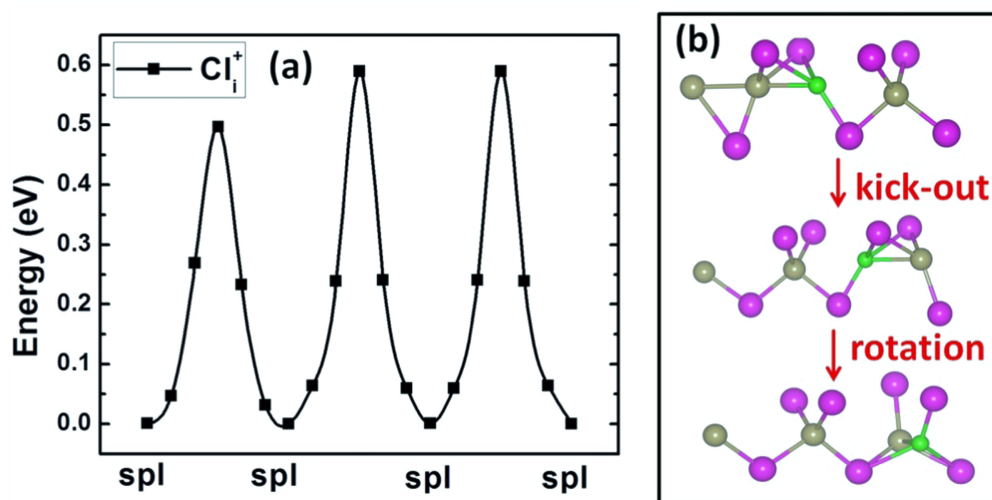 Cl_i^+
(a)
(b)
0.6
0.5
0.4
0.3
0.2
0.1
0.0
Energy (eV)
spl spl spl spl
kick-out
rotation